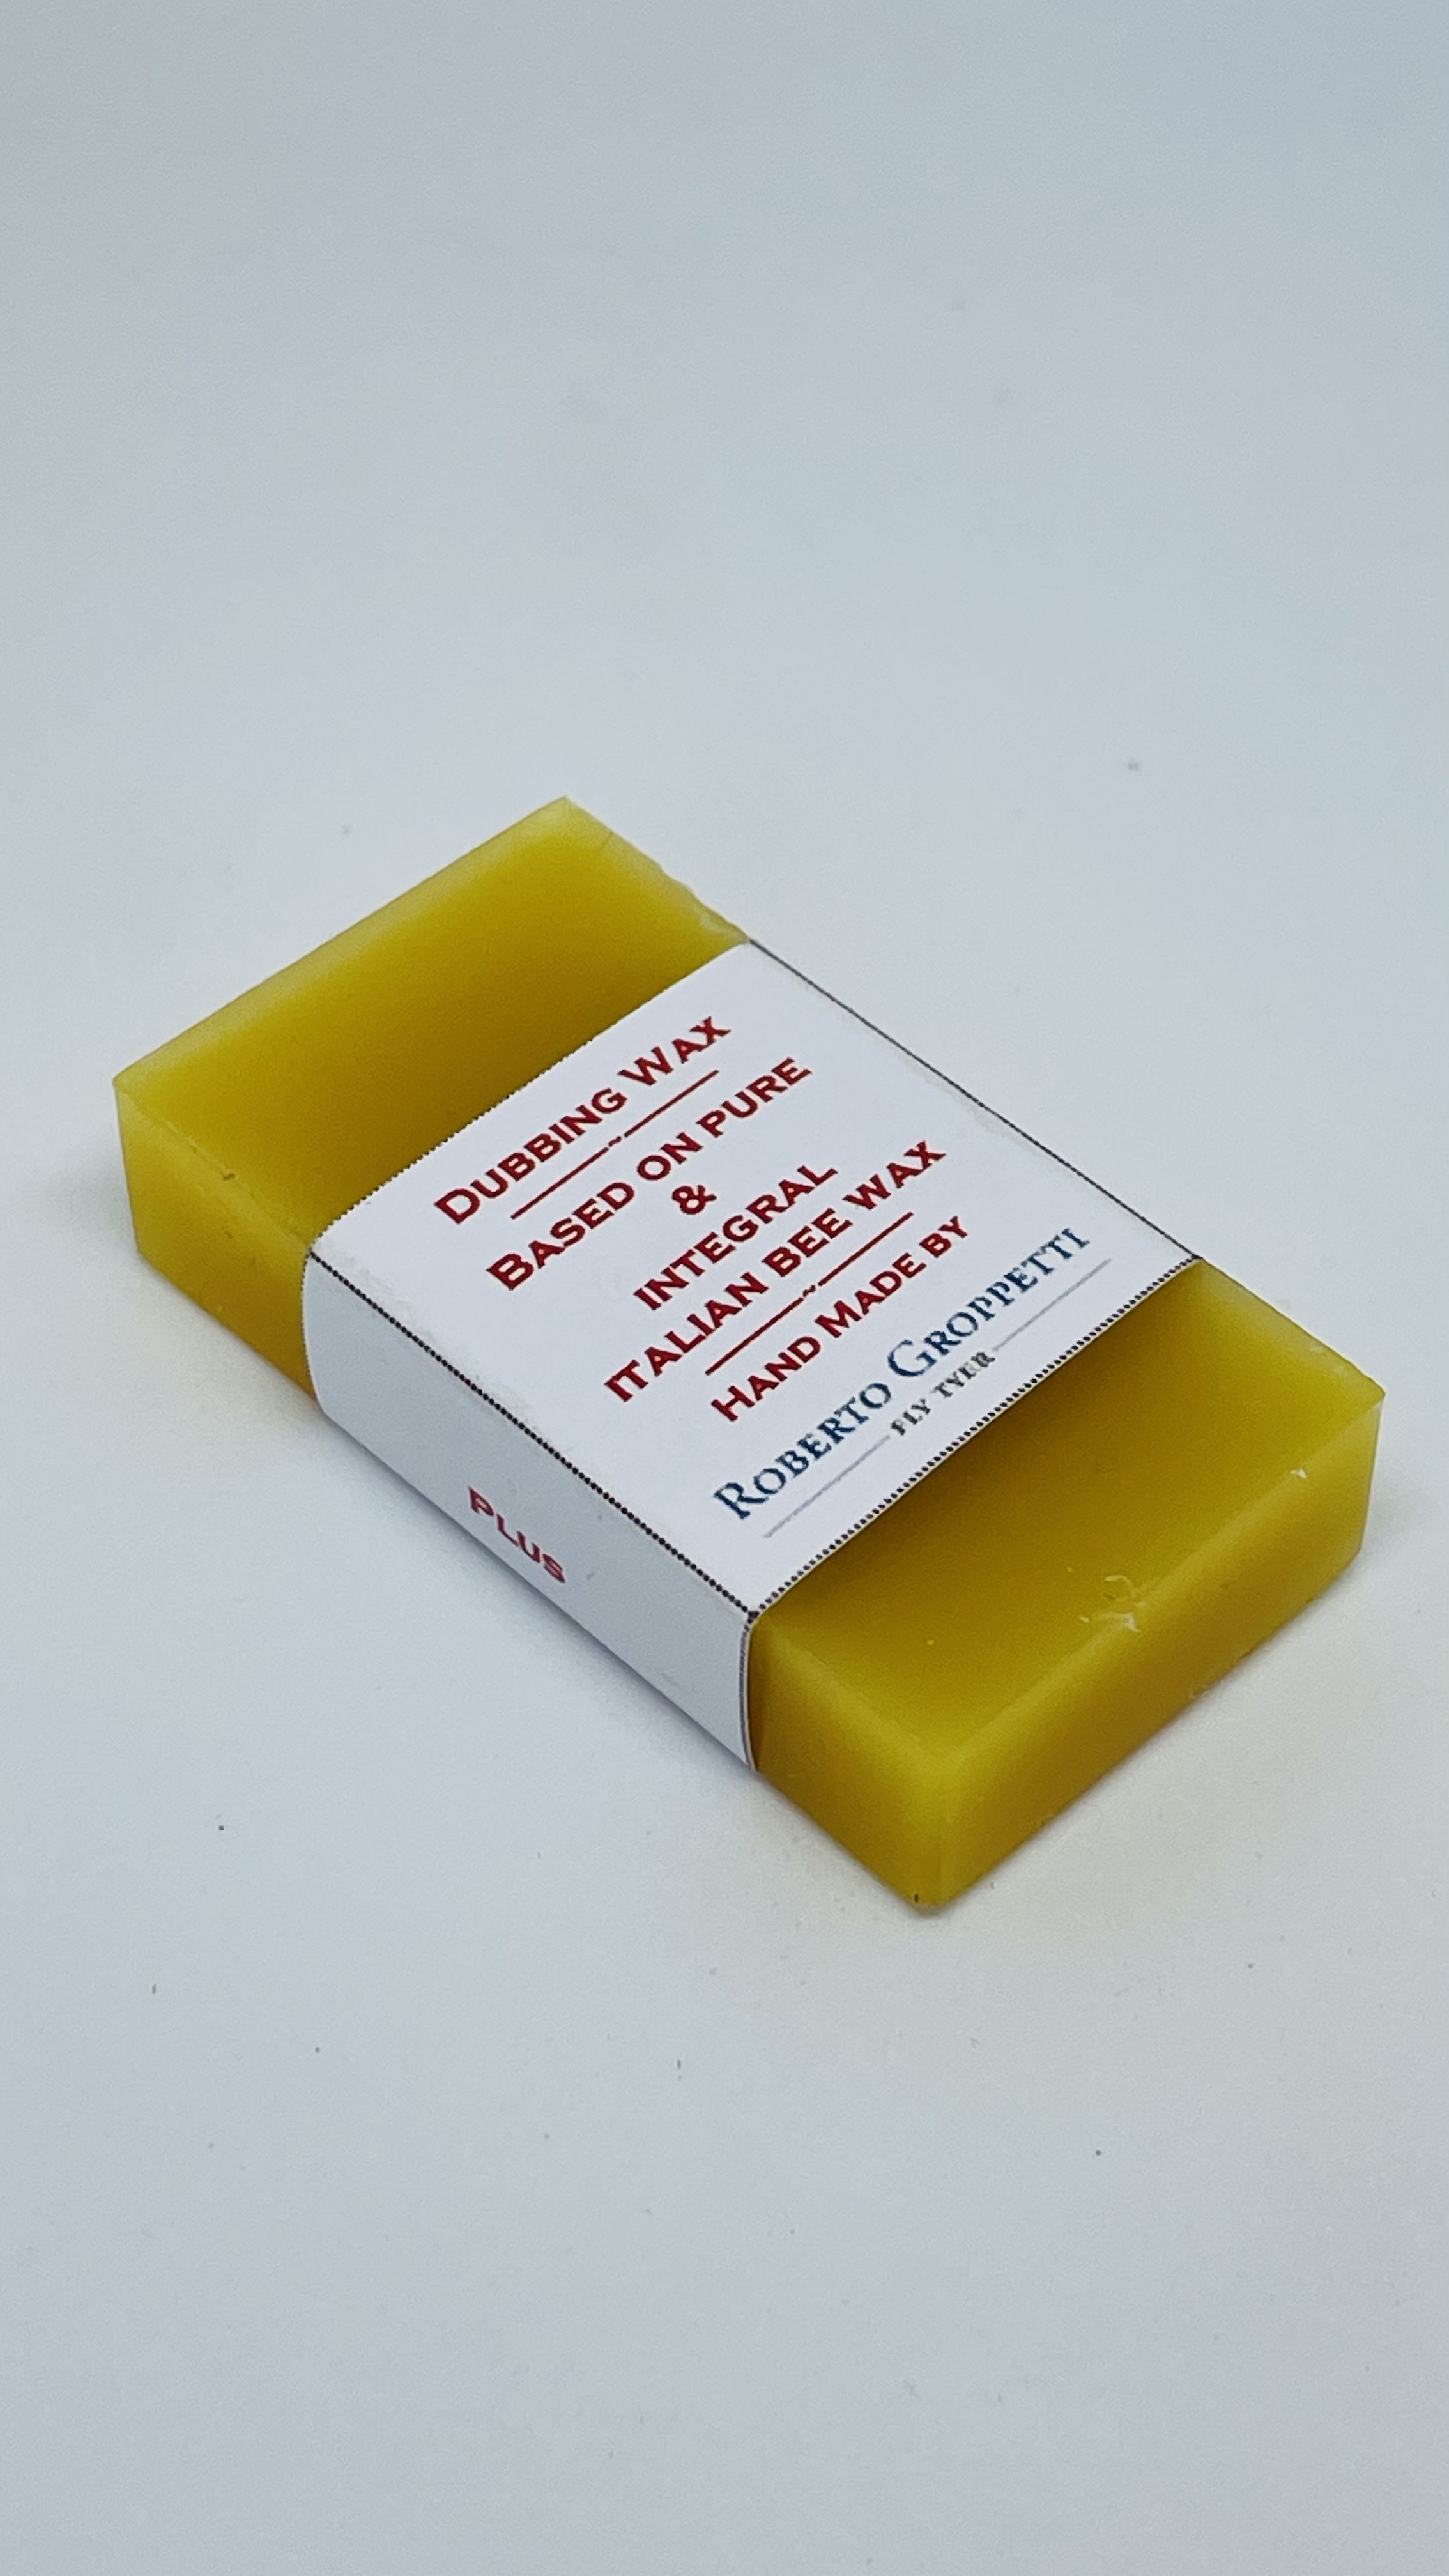 Dubbing Wax
Based on pure
&
integral
Italian bee wax
Hand Made by
Roberto Groppetti
fly tyer
Plus